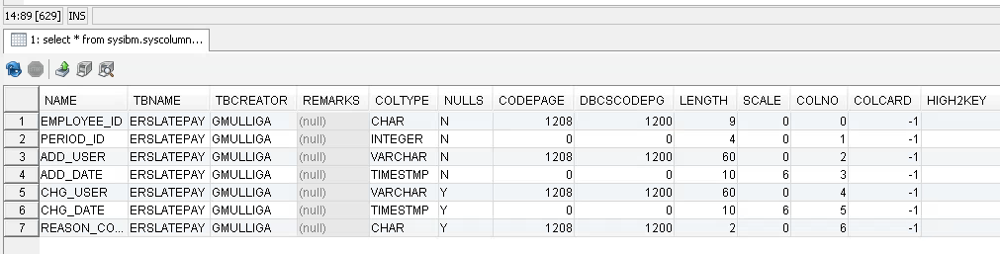 14:89 [629] INS
1: select * from sysibm.syscolumn...
NAME TBNAME TBCREATOR REMARKS COLTYPE NULLS CODEPAGE DBCSCODEPG LENGTH SCALE COLNO COLCARD HIGH2KEY
1 EMPLOYEE_ID ERSLATEPAY GMULLIGA (null) CHAR N 1208 1200 9 0 0 -1
2 PERIOD_ID ERSLATEPAY GMULLIGA (null) INTEGER N 0 0 4 0 1 -1
3 ADD_USER ERSLATEPAY GMULLIGA (null) VARCHAR N 1208 1200 60 0 2 -1
4 ADD_DATE ERSLATEPAY GMULLIGA (null) TIMESTMP N 0 0 10 6 3 -1
5 CHG_USER ERSLATEPAY GMULLIGA (null) VARCHAR Y 1208 1200 60 0 4 -1
6 CHG_DATE ERSLATEPAY GMULLIGA (null) TIMESTMP Y 0 0 10 6 5 -1
7 REASON_CO... ERSLATEPAY GMULLIGA (null) CHAR Y 1208 1200 2 0 6 -1